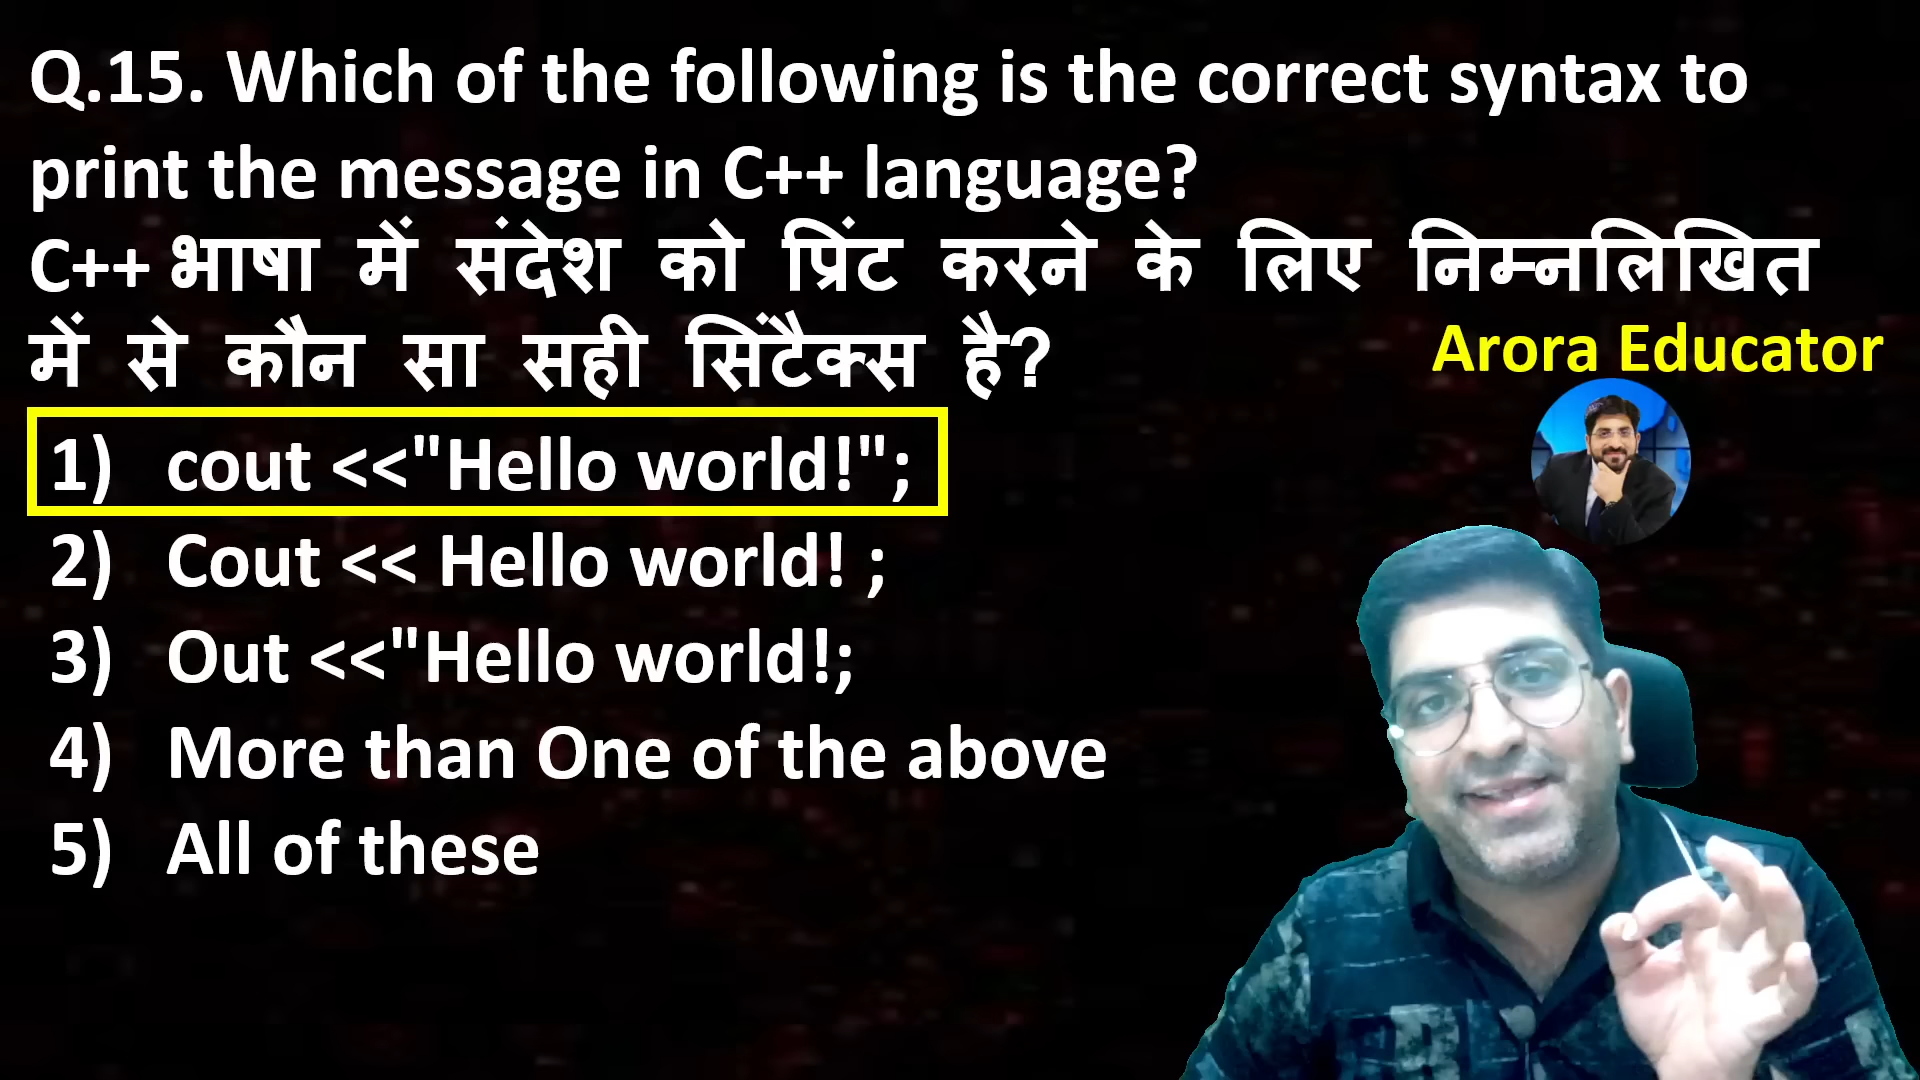 Q.15. Which of the following is the correct syntax to
print the message in C++ language?
C++ भाषा में संदेश को प्रिंट करने के लिए निम्नलिखित
में से कौन सा सही सिंटैक्स है?
Arora Educator
1) cout <<"Hello world!";
2) Cout << Hello world! ;
3) Out <<"Hello world!;
4) More than One of the above
5) All of these